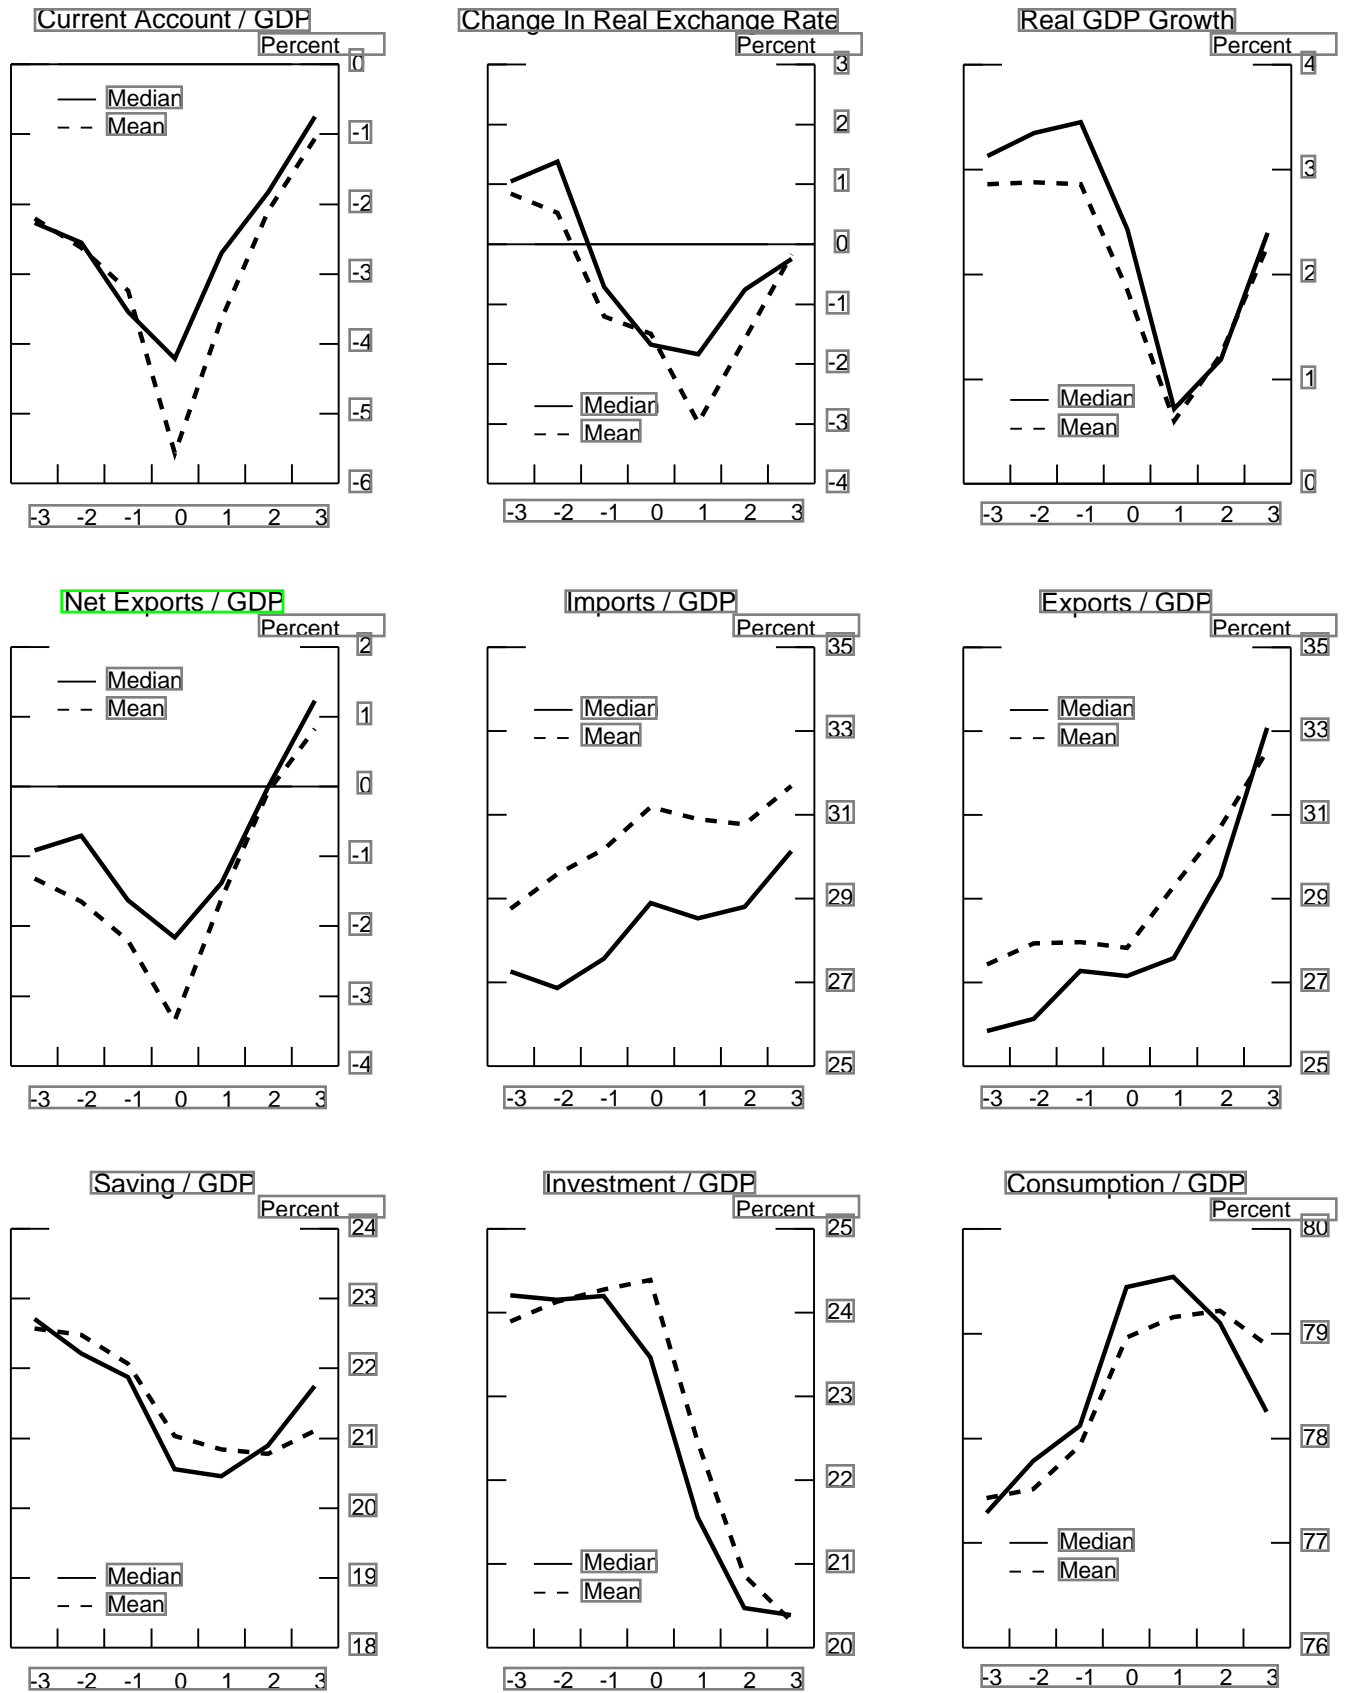 Current Account / GDP
Percent
0
-1
-2
-3
-4
-5
-6
Median
Mean
-3 -2 -1 0 1 2 3
Change In Real Exchange Rate
Percent
3
2
1
0
-1
-2
-3
-4
Median
Mean
-3 -2 -1 0 1 2 3
Real GDP Growth
Percent
4
3
2
1
0
Median
Mean
-3 -2 -1 0 1 2 3
Net Exports / GDP
Percent
2
1
0
-1
-2
-3
-4
Median
Mean
-3 -2 -1 0 1 2 3
Imports / GDP
Percent
35
33
31
29
27
25
Median
Mean
-3 -2 -1 0 1 2 3
Exports / GDP
Percent
35
33
31
29
27
25
Median
Mean
-3 -2 -1 0 1 2 3
Saving / GDP
Percent
24
23
22
21
20
19
18
Median
Mean
-3 -2 -1 0 1 2 3
Investment / GDP
Percent
25
24
23
22
21
20
Median
Mean
-3 -2 -1 0 1 2 3
Consumption / GDP
Percent
80
79
78
77
76
Median
Mean
-3 -2 -1 0 1 2 3